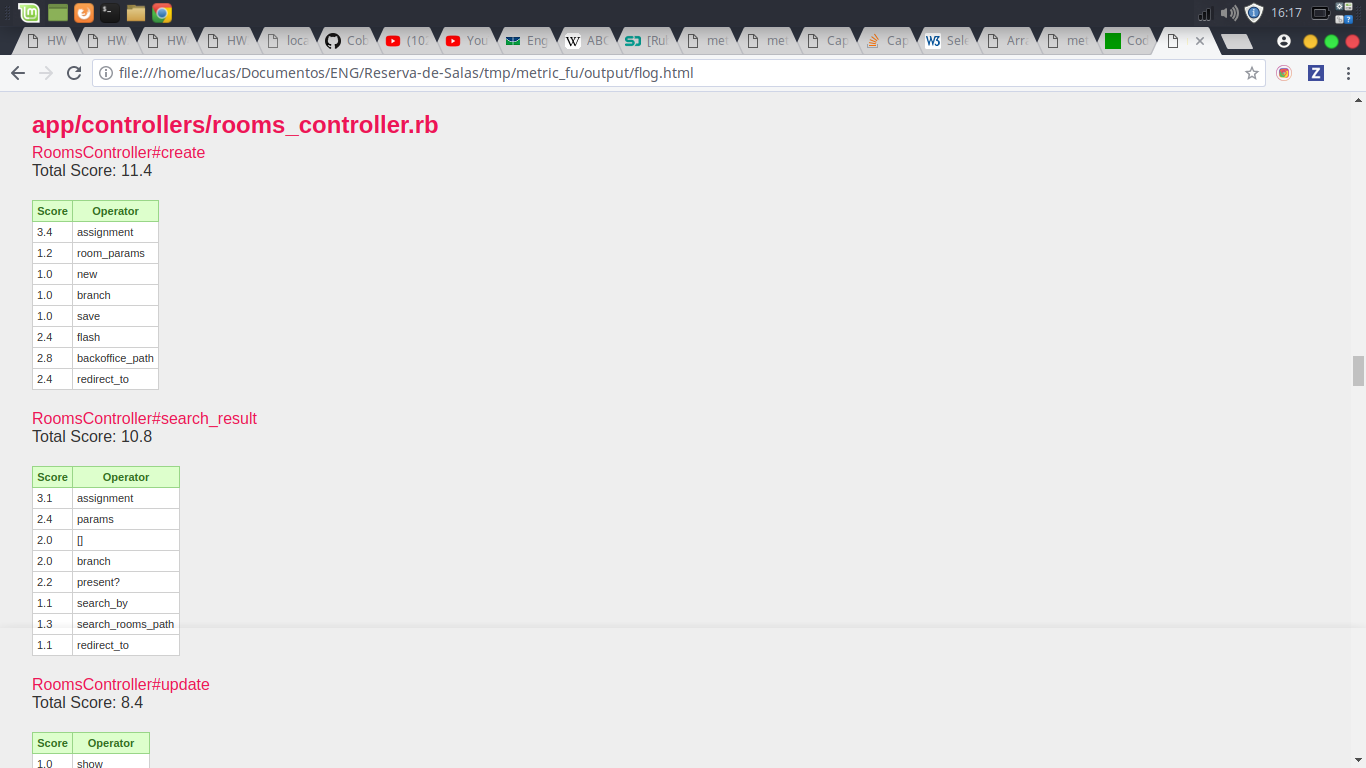 16:17
HW
HW
HW
HW
loca
Cob
(10
You
Eng
ABC
[Rul
met
met
Cap
Cap
Sele
Arra
met
Cod
file:///home/lucas/Documentos/ENG/Reserva-de-Salas/tmp/metric_fu/output/flog.html
app/controllers/rooms_controller.rb
RoomsController#create
Total Score: 11.4
Score Operator
3.4 assignment
1.2 room_params
1.0 new
1.0 branch
1.0 save
2.4 flash
2.8 backoffice_path
2.4 redirect_to
RoomsController#search_result
Total Score: 10.8
Score Operator
3.1 assignment
2.4 params
2.0 []
2.0 branch
2.2 present?
1.1 search_by
1.3 search_rooms_path
1.1 redirect_to
RoomsController#update
Total Score: 8.4
Score Operator
1.0 show